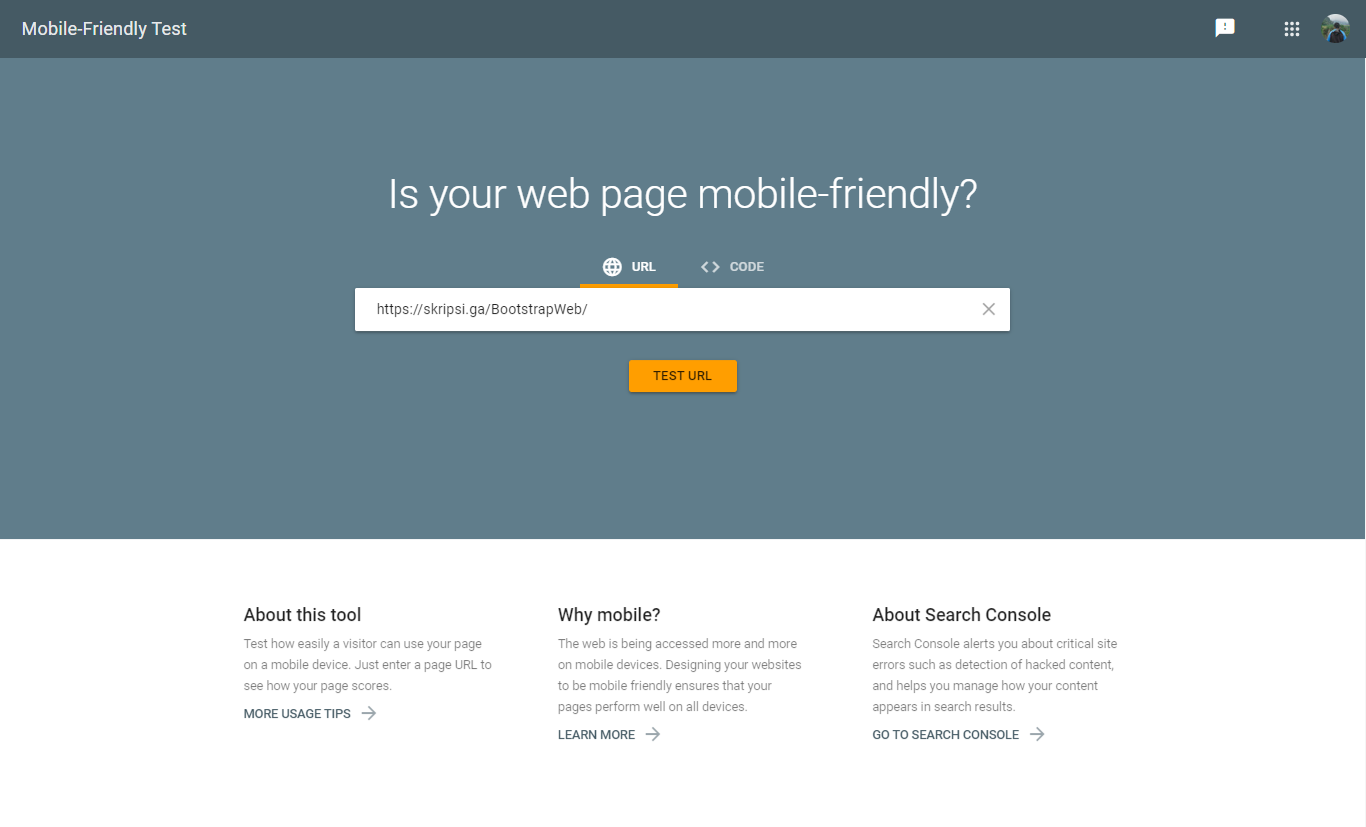 Mobile-Friendly Test
Is your web page mobile-friendly?
URL
CODE
https://skripsi.ga/BootstrapWeb/
TEST URL
About this tool
Test how easily a visitor can use your page
on a mobile device. Just enter a page URL to
see how your page scores.
MORE USAGE TIPS
Why mobile?
The web is being accessed more and more
on mobile devices. Designing your websites
to be mobile friendly ensures that your
pages perform well on all devices.
LEARN MORE
About Search Console
Search Console alerts you about critical site
errors such as detection of hacked content,
and helps you manage how your content
appears in search results.
GO TO SEARCH CONSOLE